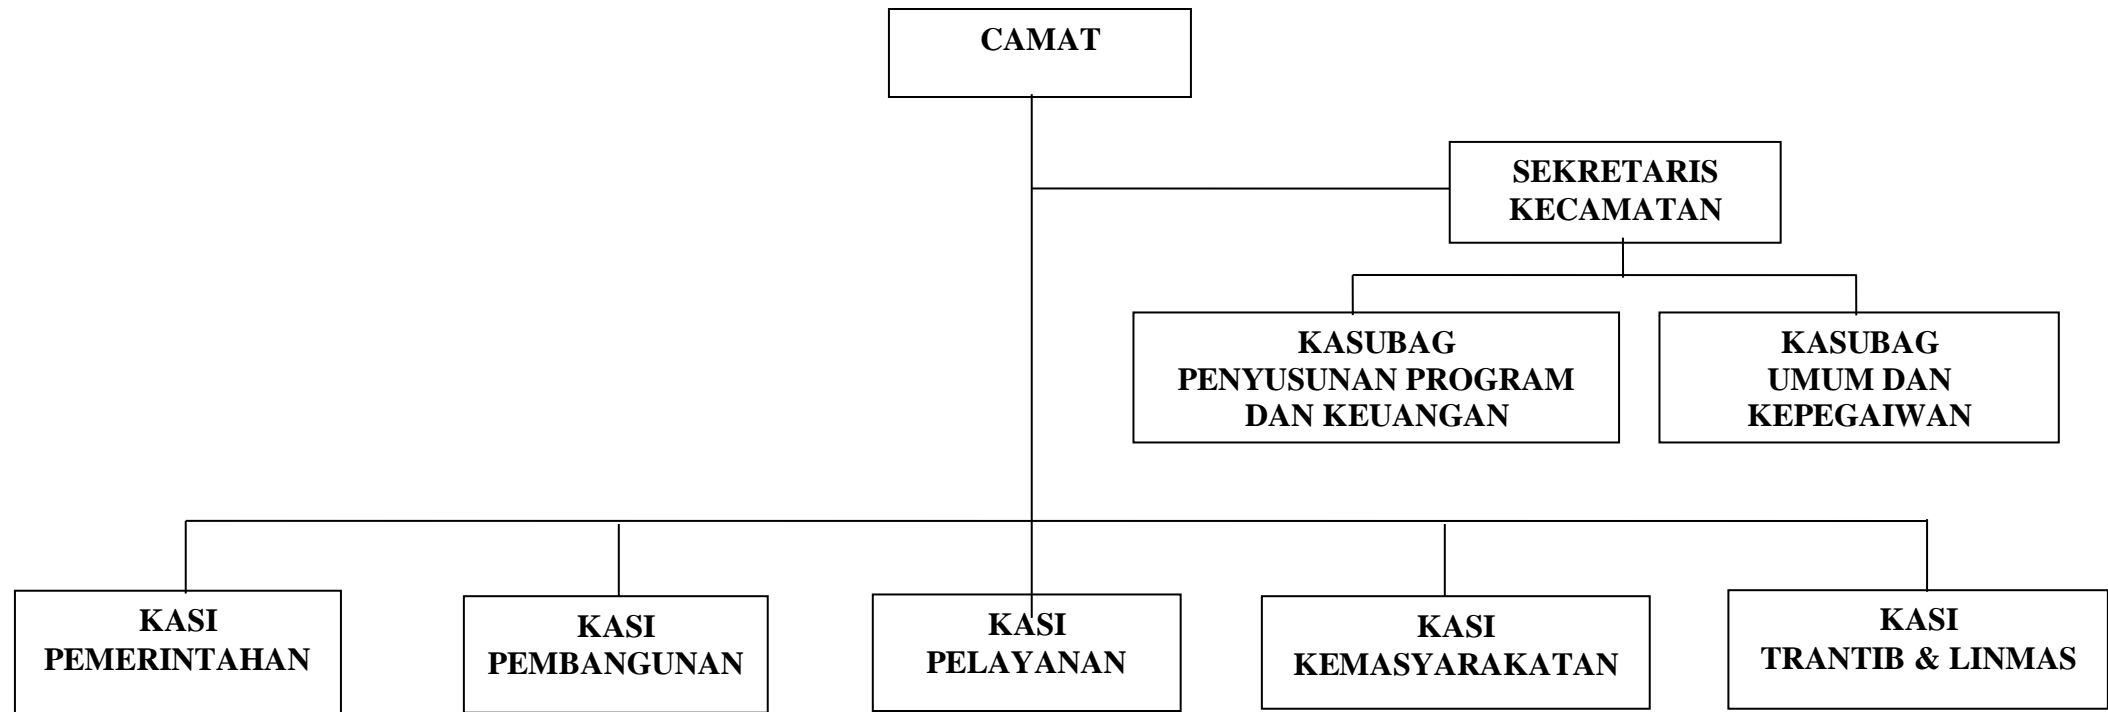 CAMAT
SEKRETARIS
KECAMATAN
KASUBAG
PENYUSUNAN PROGRAM
DAN KEUANGAN
KASUBAG
UMUM DAN
KEPEGAIWAN
KASI
PEMERINTAHAN
KASI
PEMBANGUNAN
KASI
PELAYANAN
KASI
KEMASYARAKATAN
KASI
TRANTIB & LINMAS